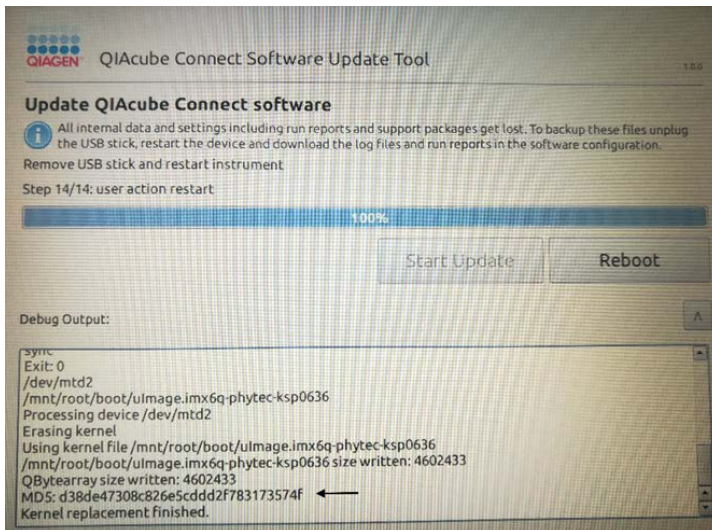 QIAGEN
QIAcube Connect Software Update Tool
1.0.0
Update QIAcube Connect software
All internal data and settings including run reports and support packages get lost. To backup these files unplug
the USB stick, restart the device and download the log files and run reports in the software configuration.
Remove USB stick and restart instrument
Step 14/14: user action restart
100%
Start Update
Reboot
Debug Output:
sync
Exit: 0
/dev/mtd2
/mnt/root/boot/uImage.imx6q-phytec-ksp0636
Processing device /dev/mtd2
Erasing kernel
Using kernel file /mnt/root/boot/uImage.imx6q-phytec-ksp0636
/mnt/root/boot/uImage.imx6q-phytec-ksp0636 size written: 4602433
QBytearray size written: 4602433
MD5: d38de47308c826e5cddd2f783173574f
Kernel replacement finished.